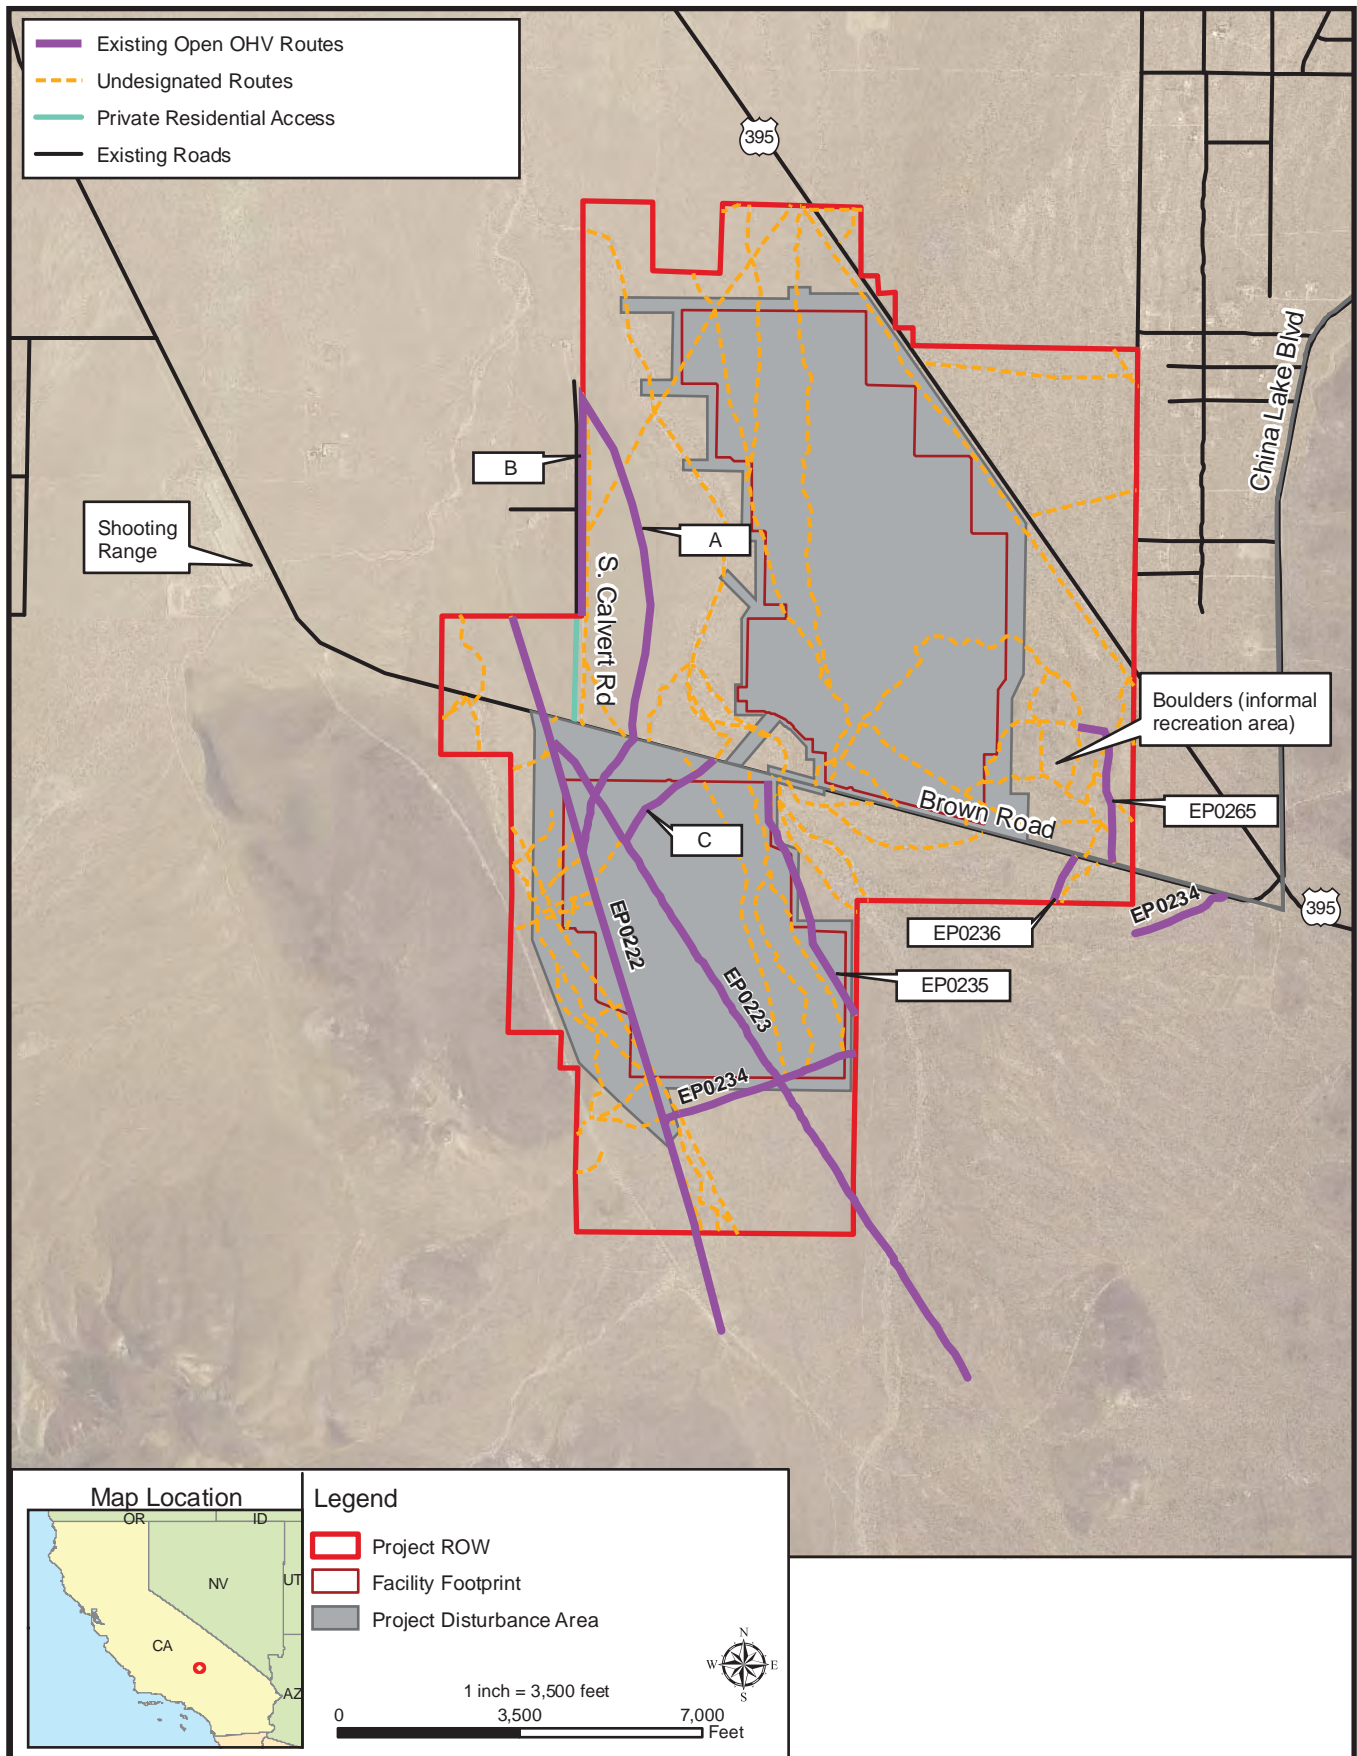 Existing Open OHV Routes
Undesignated Routes
Private Residential Access
Existing Roads
395
China Lake Blvd
B
A
Shooting
Range
S. Calvert Rd
Boulders (informal
recreation area)
Brown Road
EP0265
C
EP0234
395
EP0236
EP0222
EP0235
EP0223
EP0234
Map Location
OR
ID
NV
UT
CA
AZ
Legend
Project ROW
Facility Footprint
Project Disturbance Area
N
W
E
S
1 inch = 3,500 feet
0
3,500
7,000
Feet